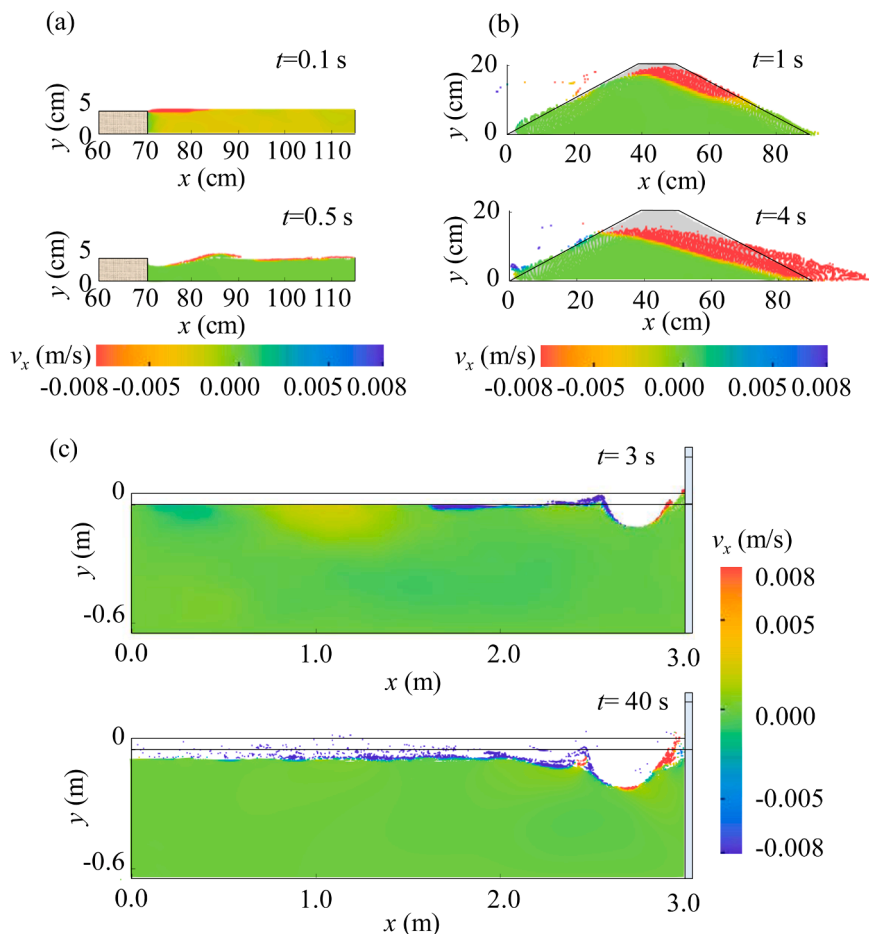 (a)
t=0.1 s
5
0
y (cm)
60 70 80 90 100 110
x (cm)
t=0.5 s
5
0
y (cm)
60 70 80 90 100 110
x (cm)
vx (m/s)
-0.008 -0.005 0.000 0.005 0.008
(b)
t=1 s
20
0
y (cm)
0 20 40 60 80
x (cm)
t=4 s
20
0
y (cm)
0 20 40 60 80
x (cm)
vx (m/s)
-0.008 -0.005 0.000 0.005 0.008
(c)
t= 3 s
0
-0.6
y (m)
0.0 1.0 2.0 3.0
x (m)
t= 40 s
0
-0.6
y (m)
0.0 1.0 2.0 3.0
x (m)
vx (m/s)
0.008
0.005
0.000
-0.005
-0.008